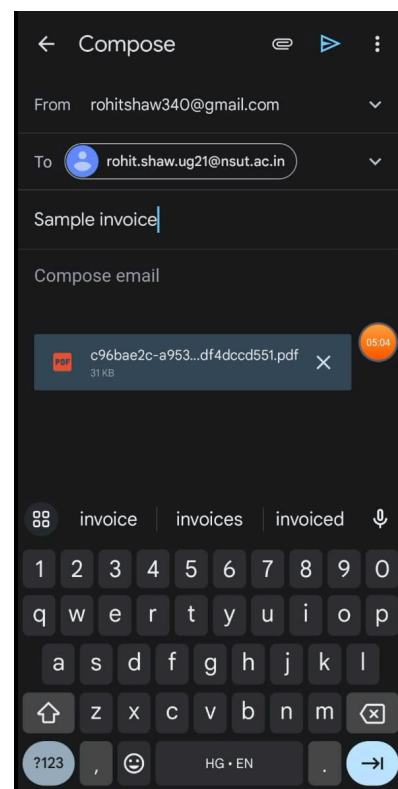 Compose
From rohitshaw340@gmail.com
To rohit.shaw.ug21@nsut.ac.in
Sample invoice
Compose email
05:04
PDF c96bae2c-a953...df4dccd551.pdf
31 KB
invoice invoices invoiced
1 2 3 4 5 6 7 8 9 0
q w e r t y u i o p
a s d f g h j k l
z x c v b n m
?123 , HG • EN .